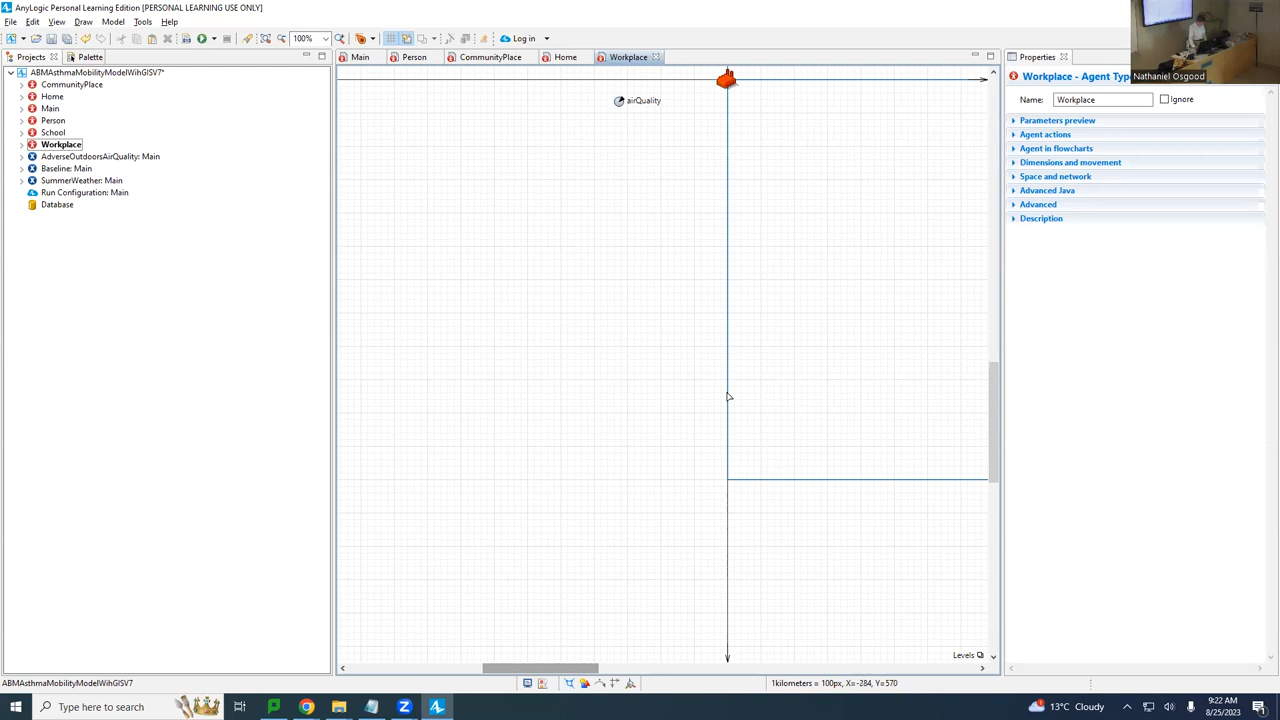 AnyLogic Personal Learning Edition [PERSONAL LEARNING USE ONLY]
File Edit View Draw Model Tools Help
100% Log in
Projects Palette
Main Person CommunityPlace Home Workplace
Properties
ABMAsthmaMobilityModelWihGISV7*
CommunityPlace
Home
Main
Person
School
Workplace
AdverseOutdoorsAirQuality: Main
Baseline: Main
SummerWeather: Main
Run Configuration: Main
Database
airQuality
Levels
Workplace - Agent Typ
Nathaniel Osgood
Name: Workplace Ignore
Parameters preview
Agent actions
Agent in flowcharts
Dimensions and movement
Space and network
Advanced Java
Advanced
Description
ABMAsthmaMobilityModelWihGISV7
1kilometers = 100px, X=-284, Y=570
Type here to search
13°C Cloudy
9:22 AM
8/25/2023